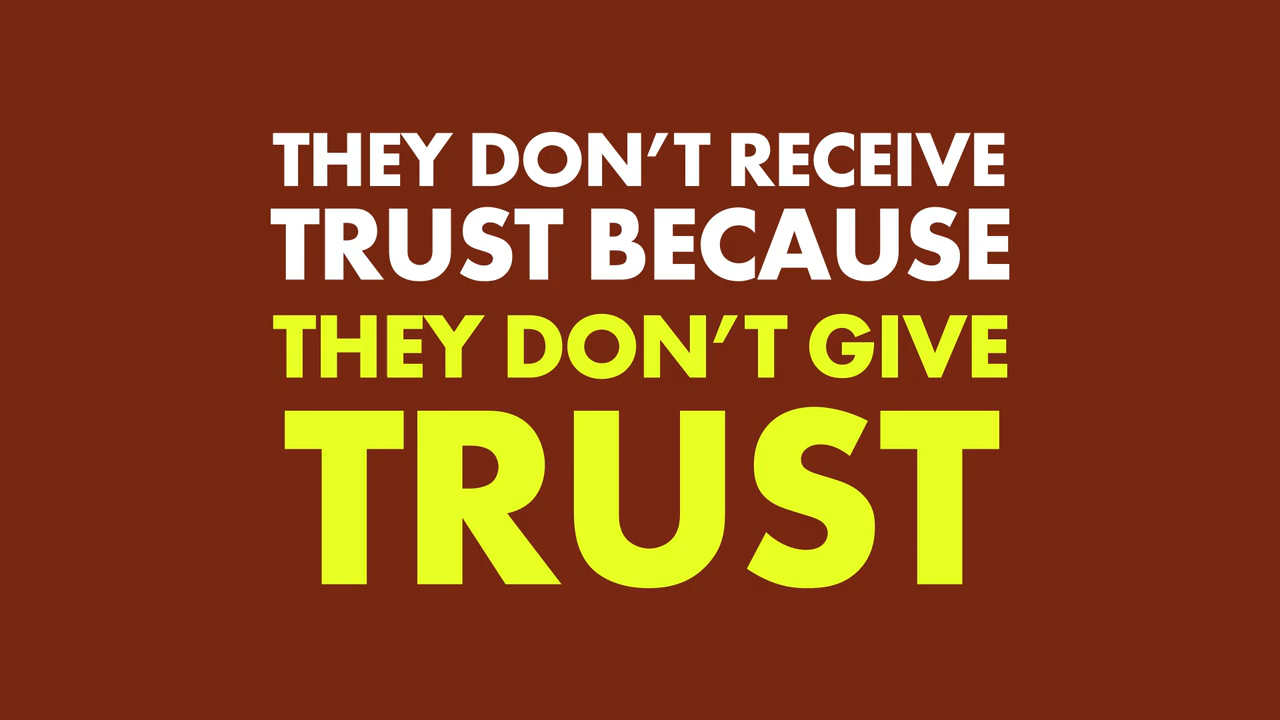 THEY DON’T RECEIVE
TRUST BECAUSE
THEY DON’T GIVE
TRUST